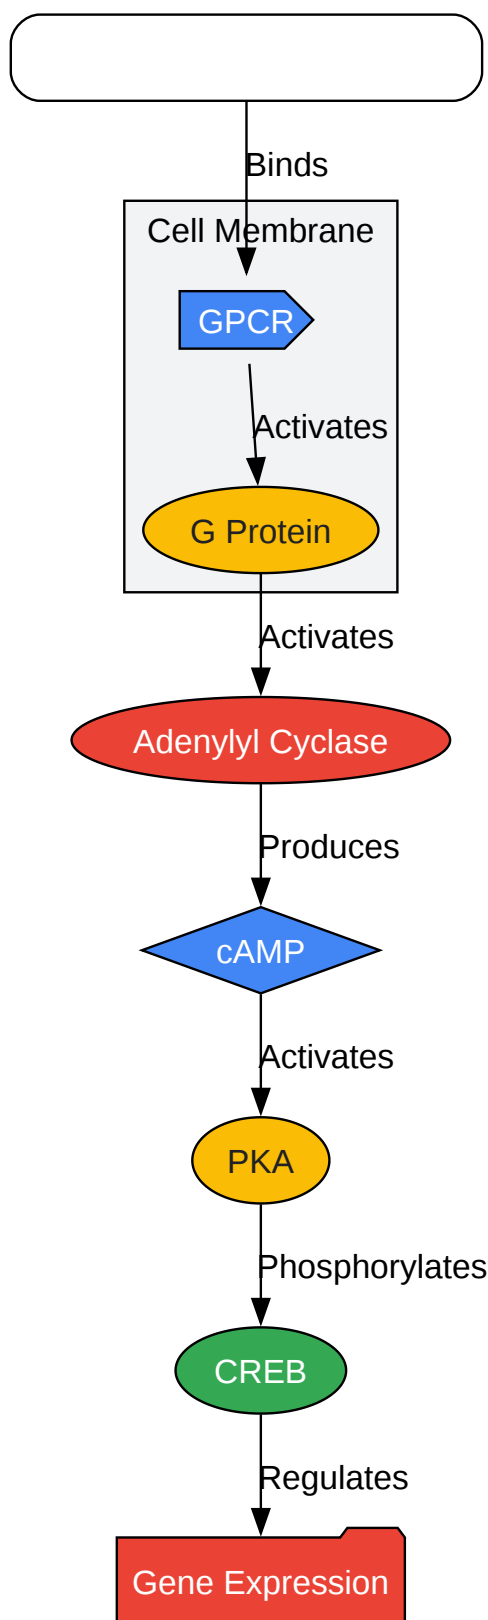 Binds
Cell Membrane
GPCR
Activates
G Protein
Activates
Adenylyl Cyclase
Produces
cAMP
Activates
PKA
Phosphorylates
CREB
Regulates
Gene Expression